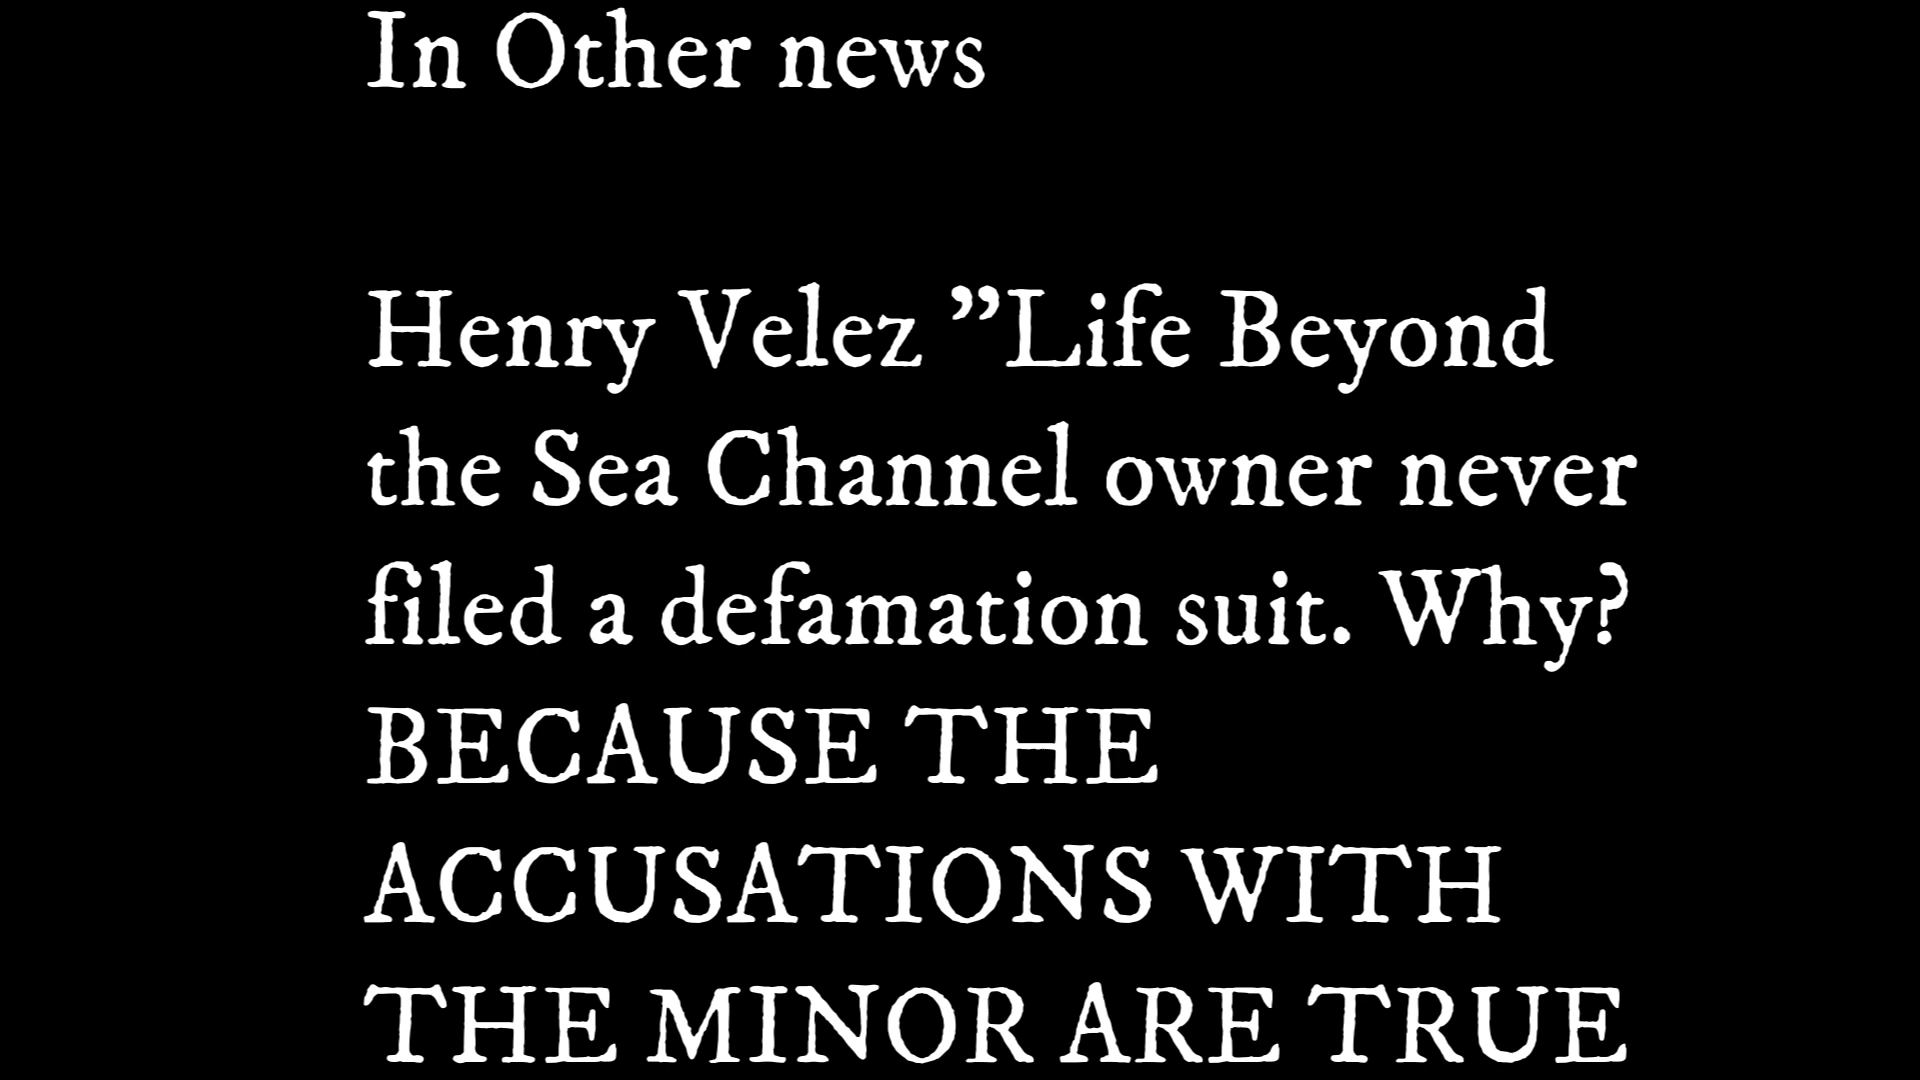 In Other news
Henry Velez ”Life Beyond
the Sea Channel owner never
filed a defamation suit. Why?
BECAUSE THE
ACCUSATIONS WITH
THE MINOR ARE TRUE